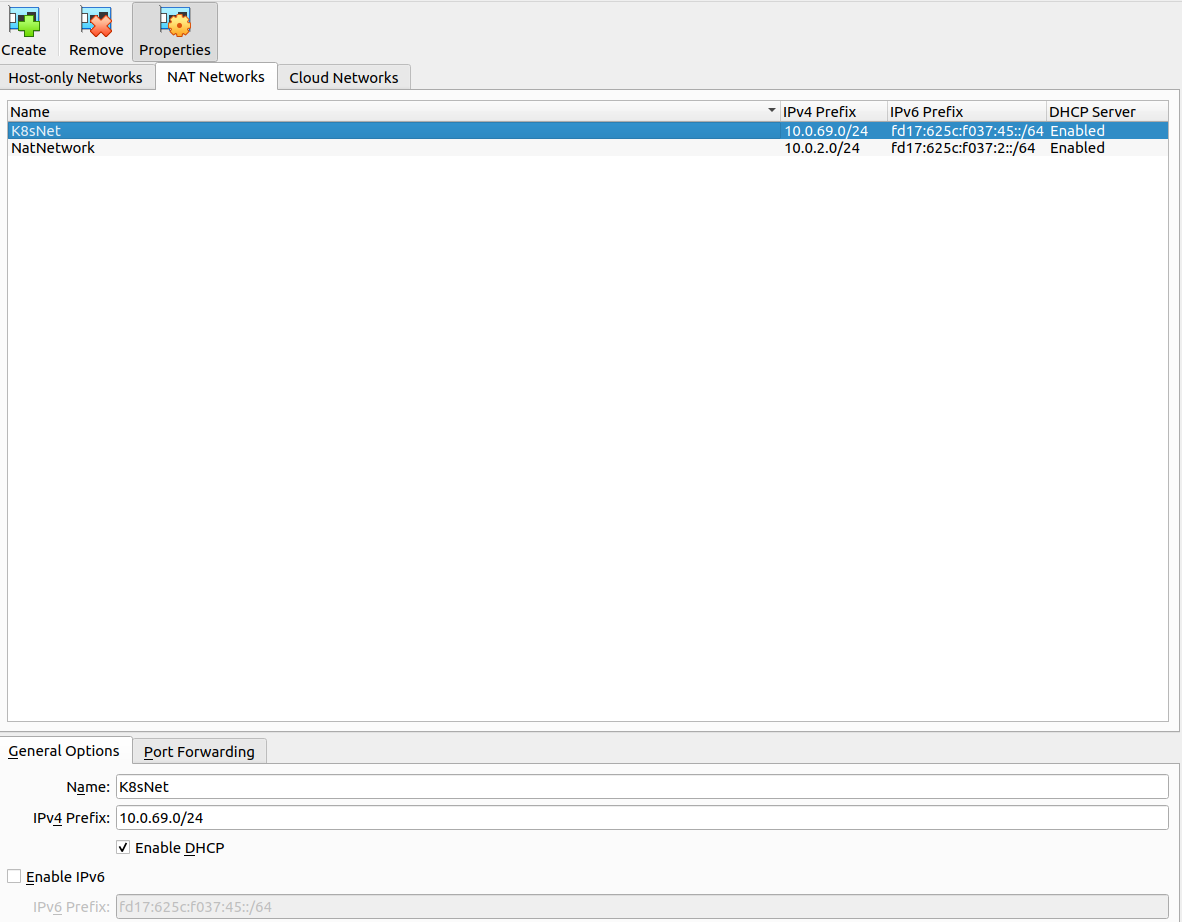 Create Remove Properties
Host-only Networks NAT Networks Cloud Networks
Name IPv4 Prefix IPv6 Prefix DHCP Server
K8sNet 10.0.69.0/24 fd17:625c:f037:45::/64 Enabled
NatNetwork 10.0.2.0/24 fd17:625c:f037:2::/64 Enabled
General Options Port Forwarding
Name: K8sNet
IPv4 Prefix: 10.0.69.0/24
Enable DHCP
Enable IPv6
IPv6 Prefix: fd17:625c:f037:45::/64